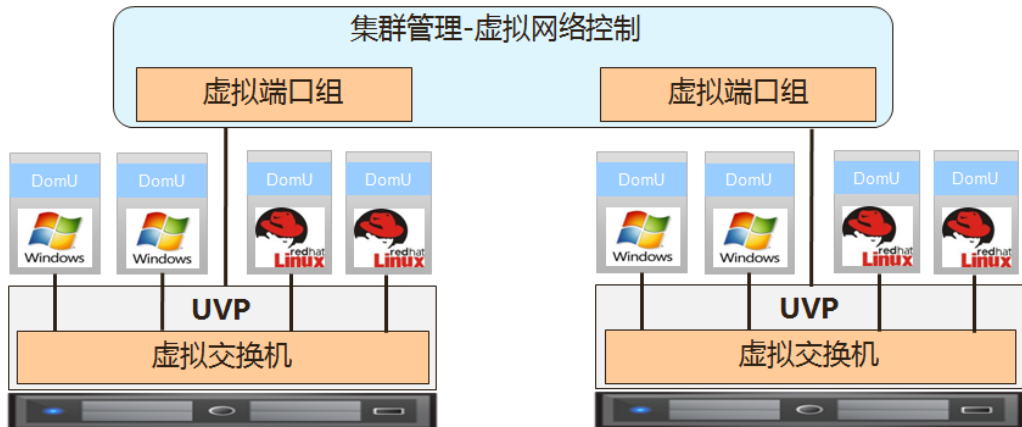 集群管理-虚拟网络控制
虚拟端口组 虚拟端口组
DomU DomU DomU DomU DomU DomU DomU DomU
Windows Windows redhat Linux redhat Linux Windows Windows redhat Linux redhat Linux
UVP UVP
虚拟交换机 虚拟交换机